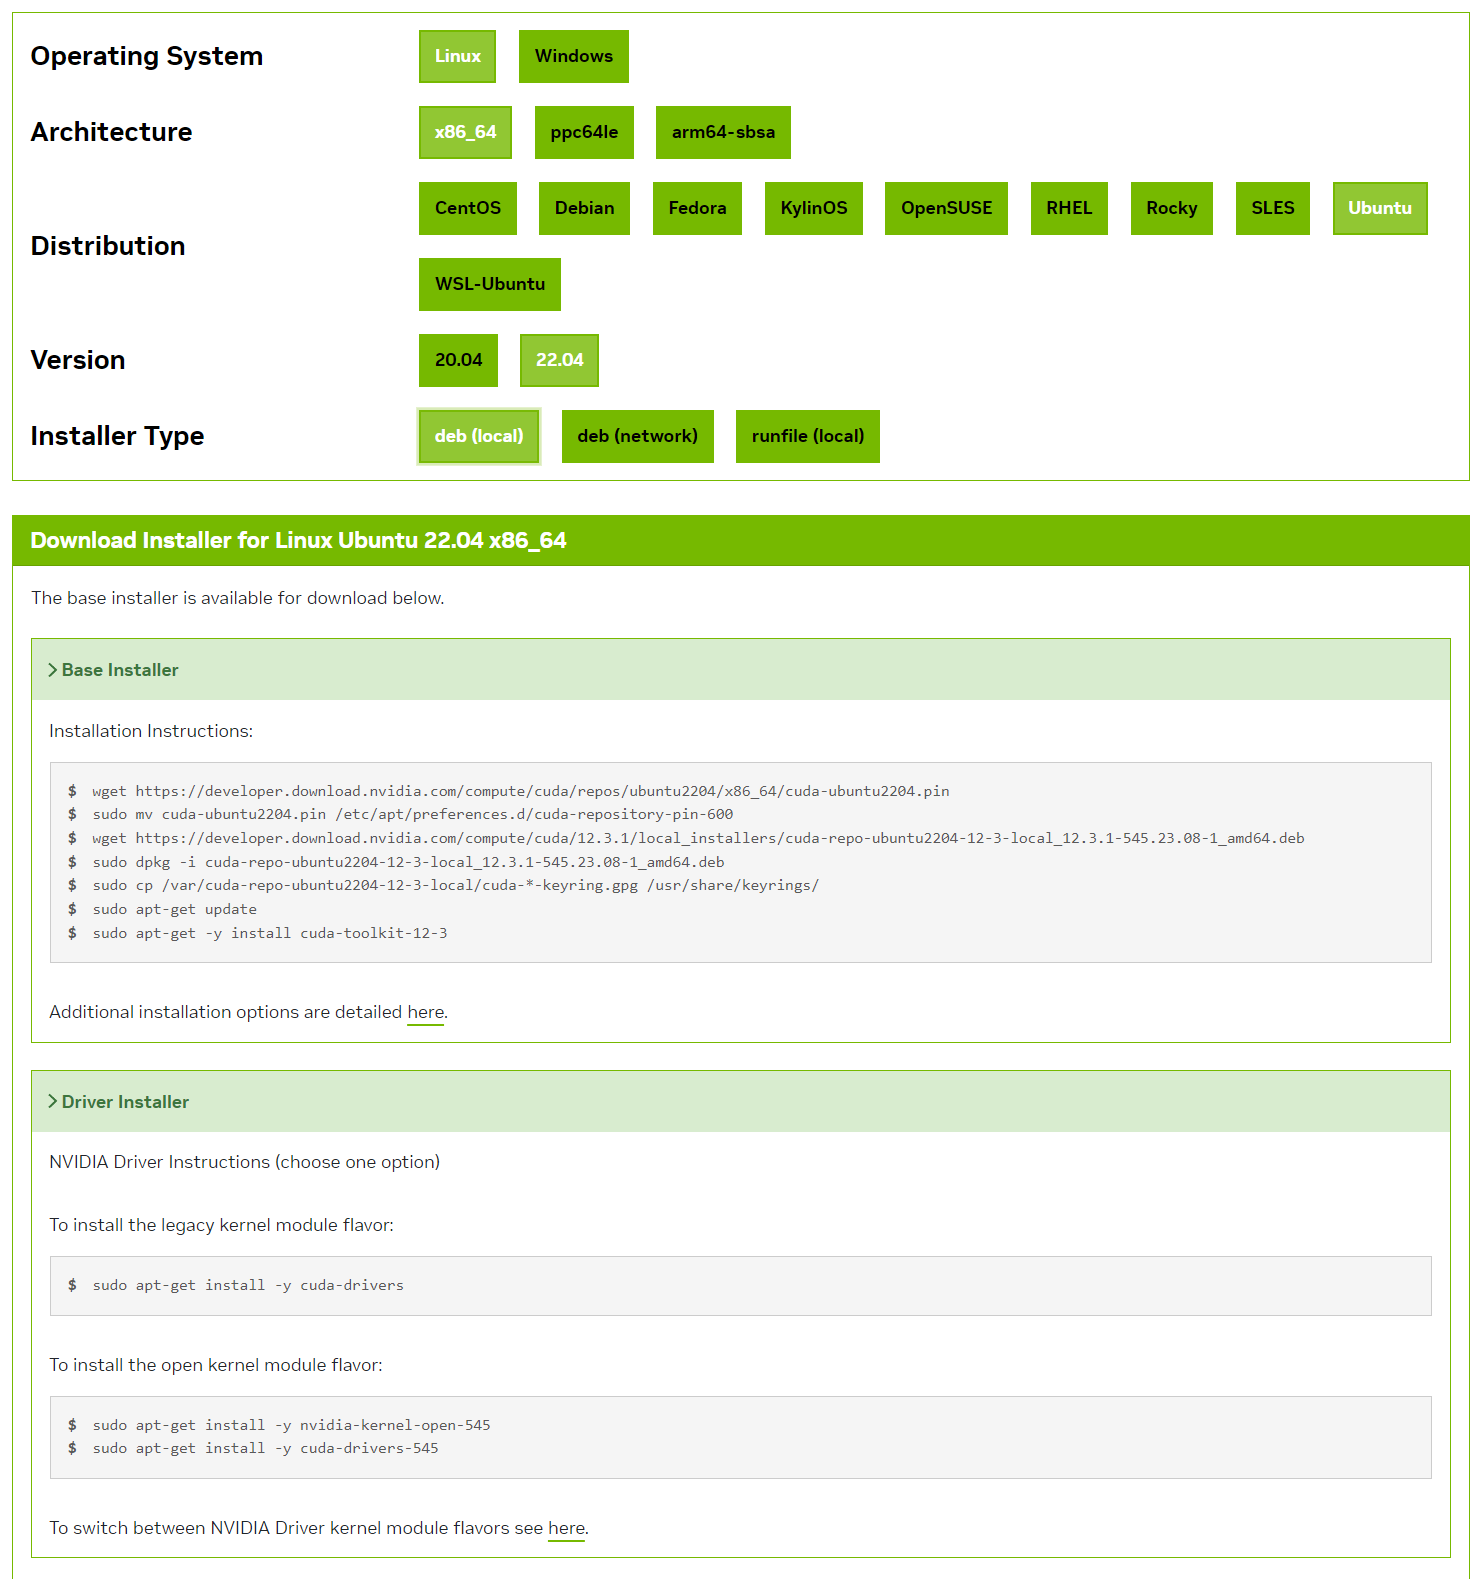 Operating System
Linux Windows
Architecture
x86_64 ppc64le arm64-sbsa
Distribution
CentOS Debian Fedora KylinOS OpenSUSE RHEL Rocky SLES Ubuntu
WSL-Ubuntu
Version
20.04 22.04
Installer Type
deb (local) deb (network) runfile (local)
Download Installer for Linux Ubuntu 22.04 x86_64
The base installer is available for download below.
Base Installer
Installation Instructions:
$ wget https://developer.download.nvidia.com/compute/cuda/repos/ubuntu2204/x86_64/cuda-ubuntu2204.pin
$ sudo mv cuda-ubuntu2204.pin /etc/apt/preferences.d/cuda-repository-pin-600
$ wget https://developer.download.nvidia.com/compute/cuda/12.3.1/local_installers/cuda-repo-ubuntu2204-12-3-local_12.3.1-545.23.08-1_amd64.deb
$ sudo dpkg -i cuda-repo-ubuntu2204-12-3-local_12.3.1-545.23.08-1_amd64.deb
$ sudo cp /var/cuda-repo-ubuntu2204-12-3-local/cuda-*-keyring.gpg /usr/share/keyrings/
$ sudo apt-get update
$ sudo apt-get -y install cuda-toolkit-12-3
Additional installation options are detailed here.
Driver Installer
NVIDIA Driver Instructions (choose one option)
To install the legacy kernel module flavor:
$ sudo apt-get install -y cuda-drivers
To install the open kernel module flavor:
$ sudo apt-get install -y nvidia-kernel-open-545
$ sudo apt-get install -y cuda-drivers-545
To switch between NVIDIA Driver kernel module flavors see here.